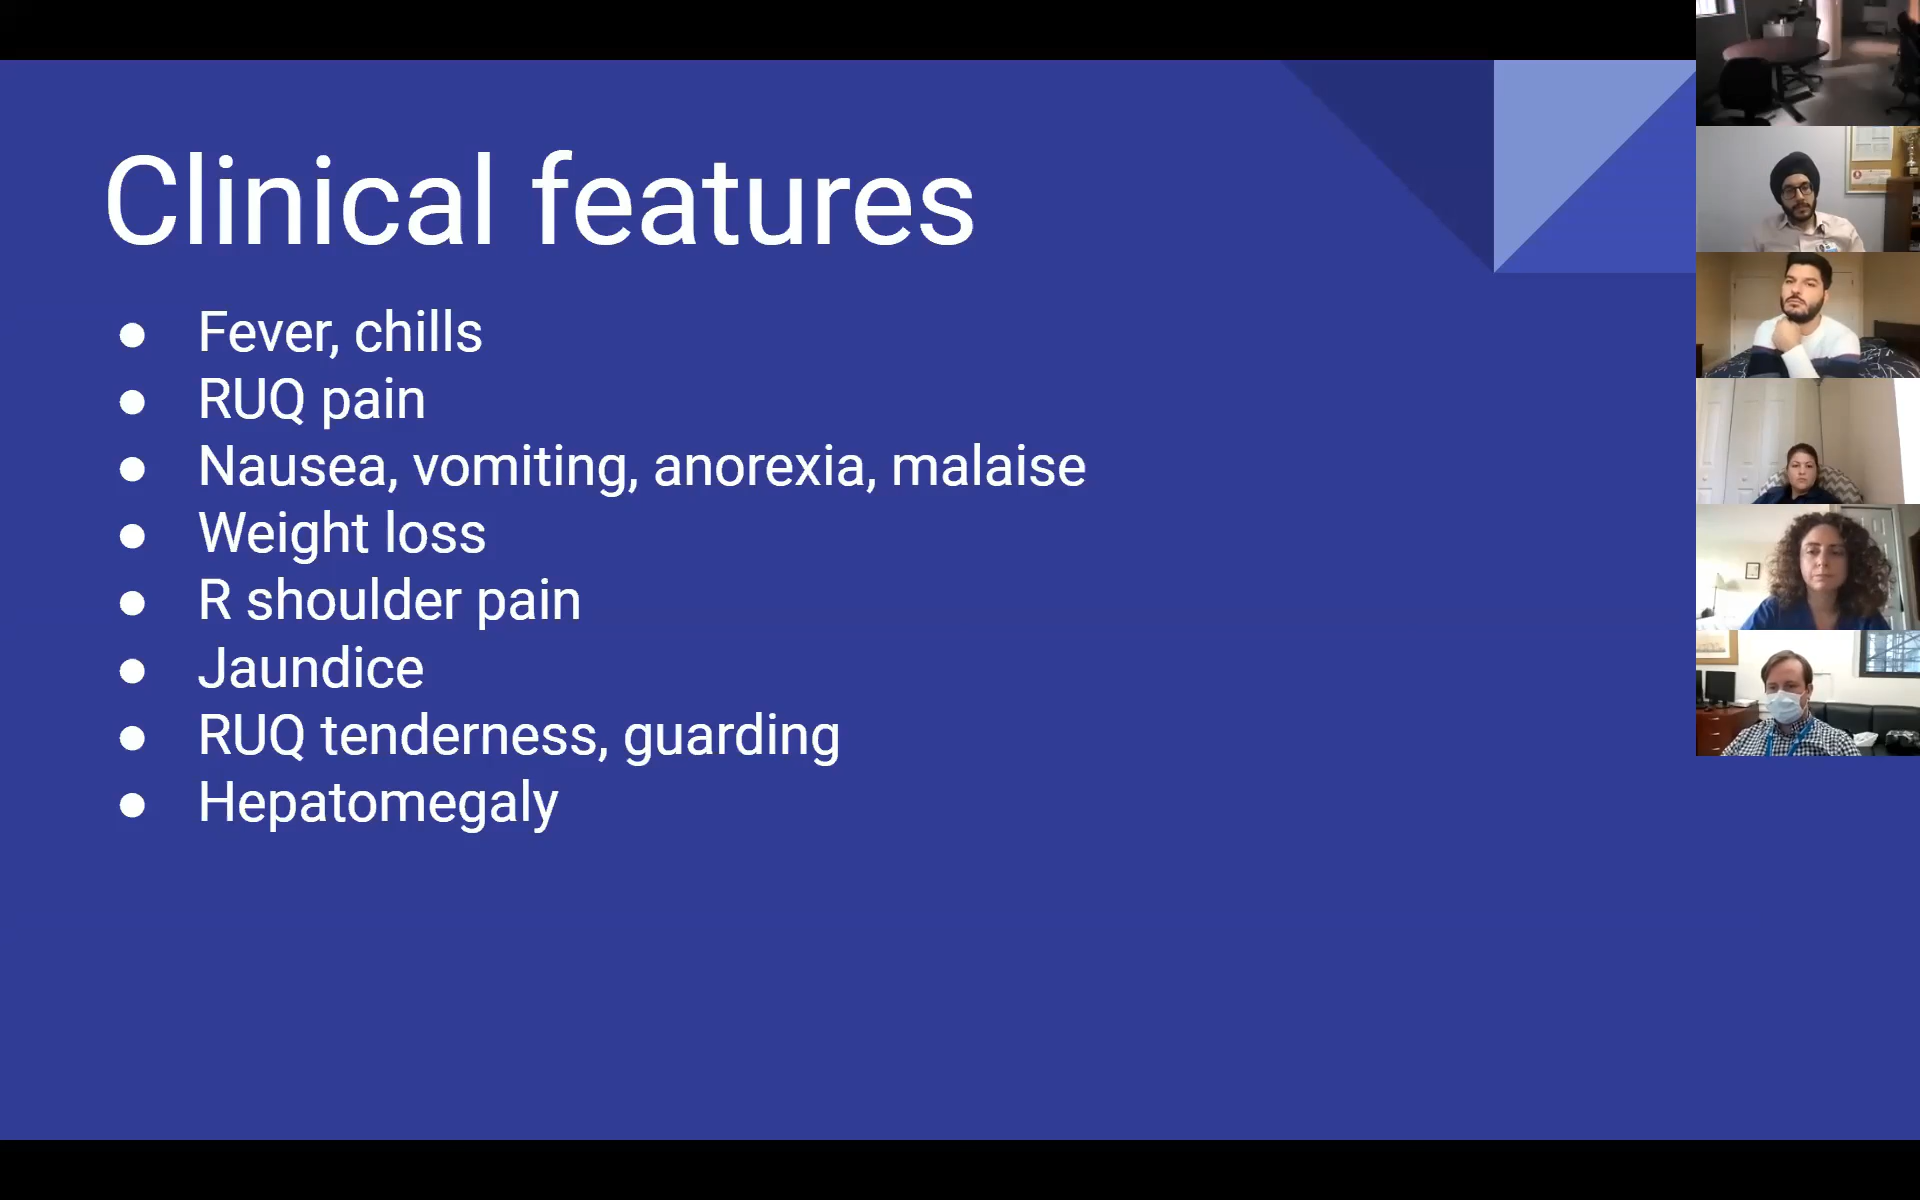 Clinical features
● Fever, chills
● RUQ pain
● Nausea, vomiting, anorexia, malaise
● Weight loss
● R shoulder pain
● Jaundice
● RUQ tenderness, guarding
● Hepatomegaly